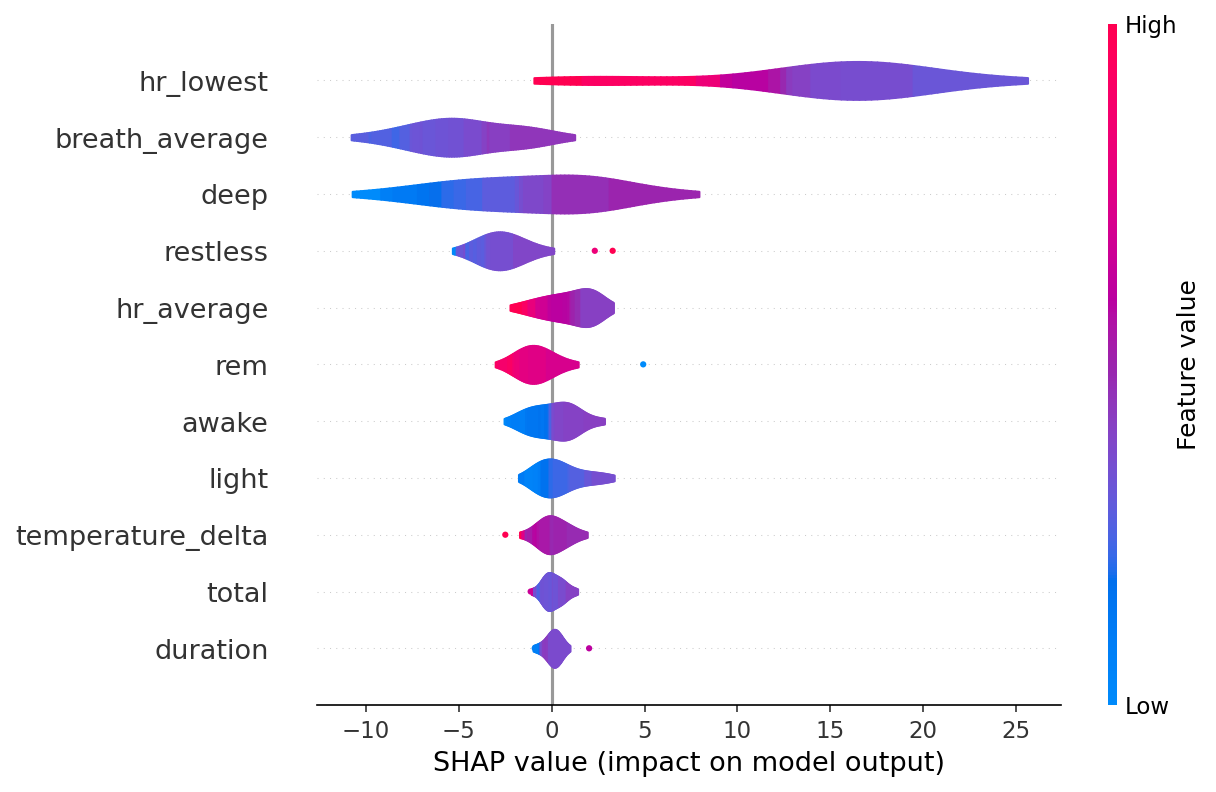 High
hr_lowest
breath_average
deep
restless
hr_average
rem
awake
light
temperature_delta
total
duration
Feature value
Low
−10 −5 0 5 10 15 20 25
SHAP value (impact on model output)